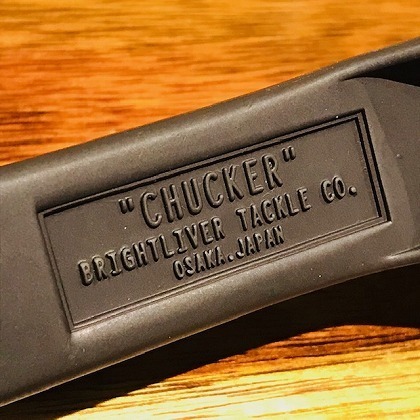 "CHUCKER"
BRIGHTLIVER TACKLE CO.
OSAKA.JAPAN